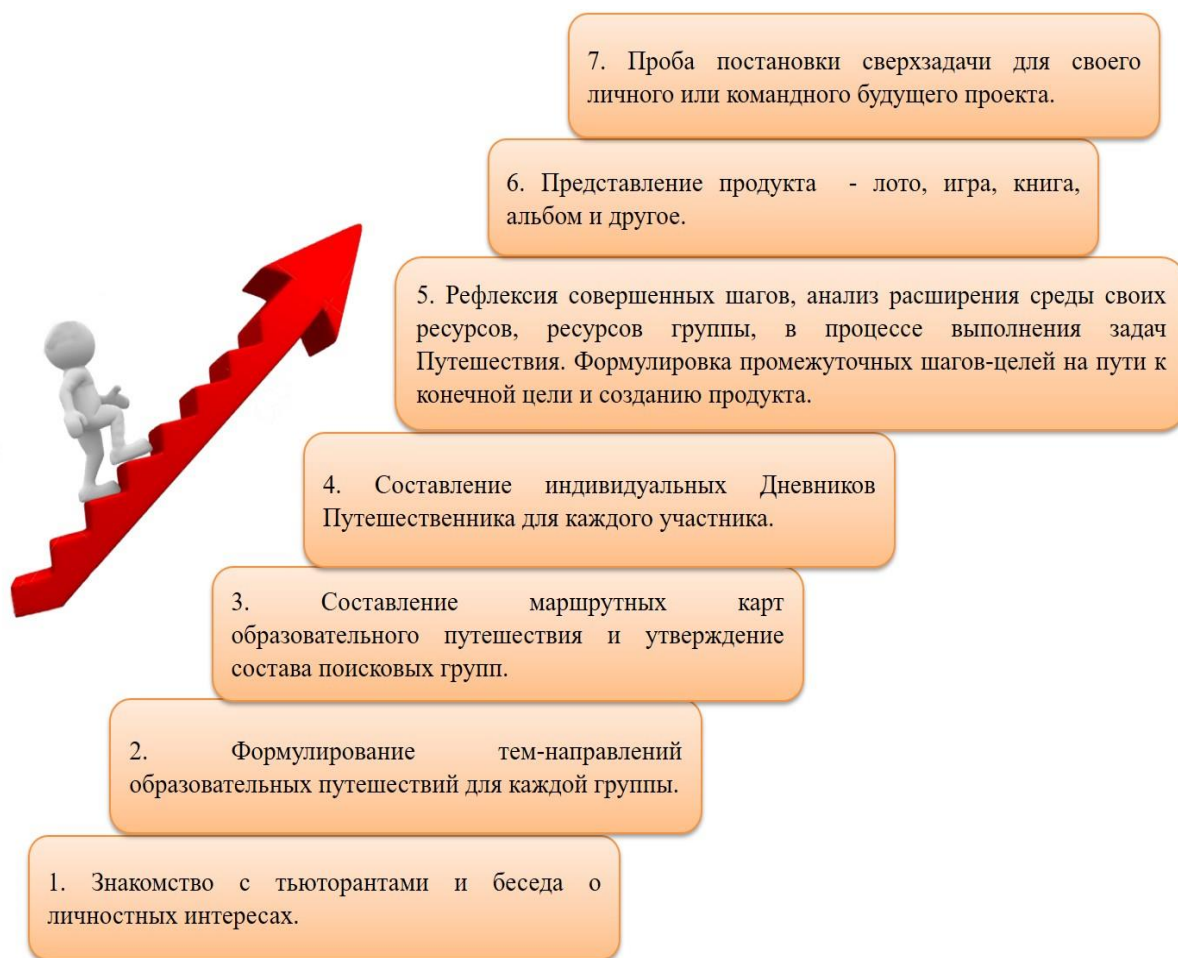 7. Проба постановки сверхзадачи для своего
личного или командного будущего проекта.
6. Представление продукта - лото, игра, книга,
альбом и другое.
5. Рефлексия совершенных шагов, анализ расширения среды своих
ресурсов, ресурсов группы, в процессе выполнения задач
Путешествия. Формулировка промежуточных шагов-целей на пути к
конечной цели и созданию продукта.
4. Составление индивидуальных Дневников
Путешественника для каждого участника.
3. Составление маршрутных карт
образовательного путешествия и утверждение
состава поисковых групп.
2. Формулирование тем-направлений
образовательных путешествий для каждой группы.
1. Знакомство с тьюторантами и беседа о
личностных интересах.